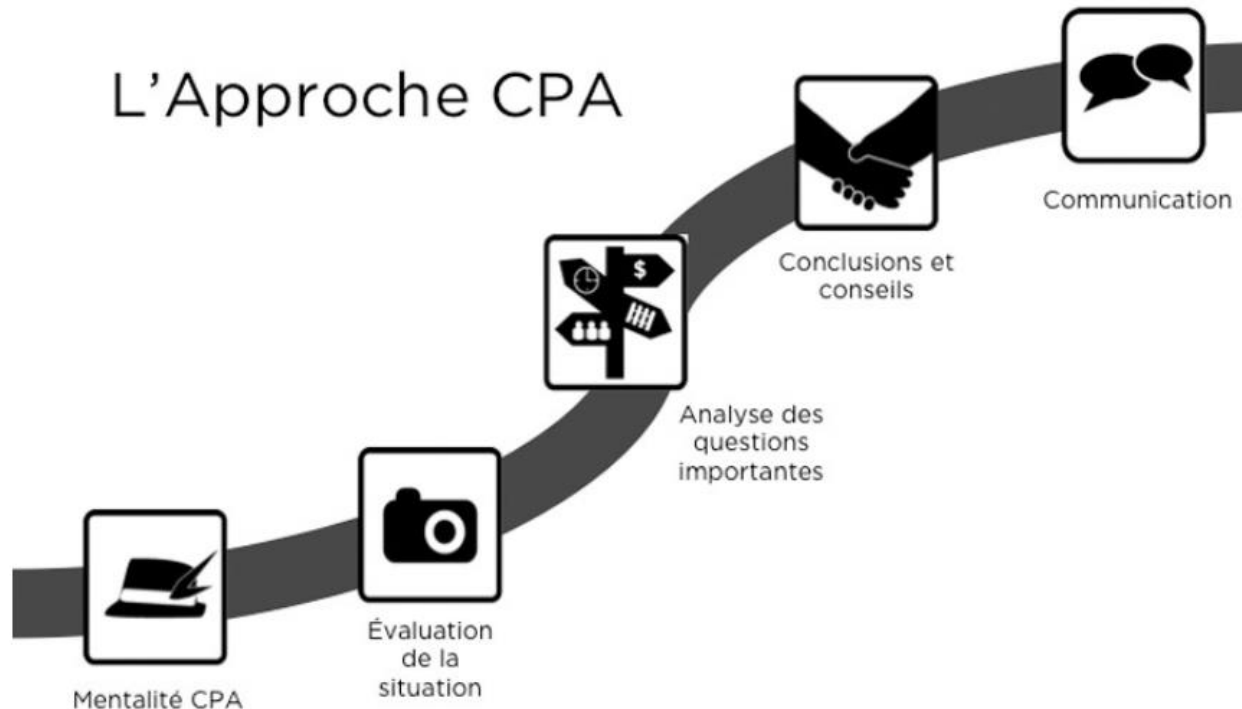 L'Approche CPA
Mentalité CPA
Évaluation
de la
situation
$
Analyse des
questions
importantes
Conclusions et
conseils
Communication